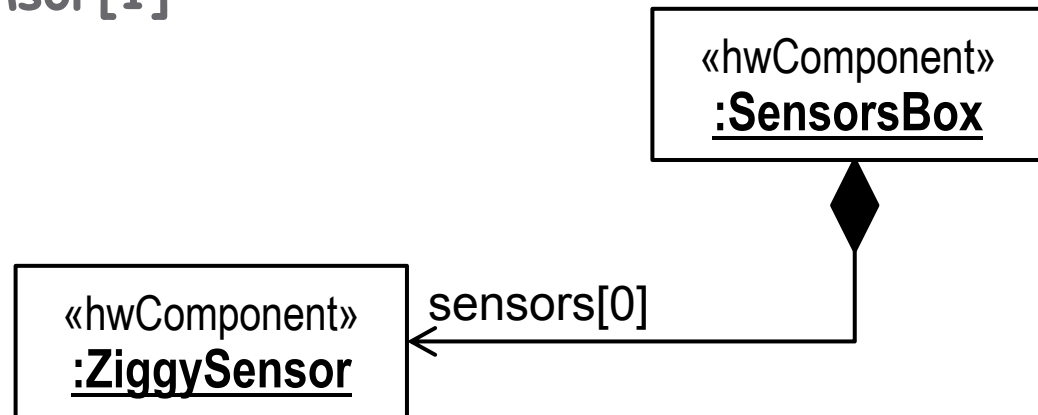 «hwComponent»
:SensorsBox
sensors[0]
«hwComponent»
:ZiggySensor